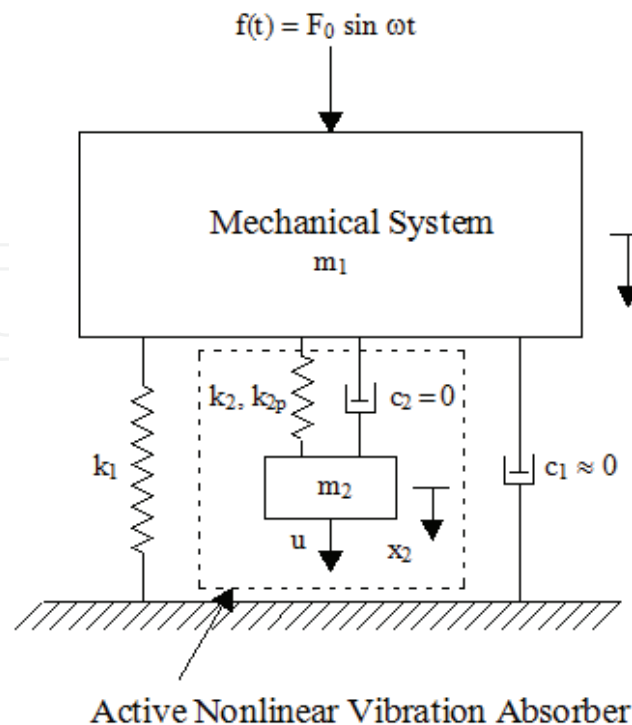 f(t) = F₀ sin ωt
Mechanical System
m₁
k₂, k₂ₚ
c₂ = 0
k₁
m₂
c₁ ≈ 0
u
x₂
Active Nonlinear Vibration Absorber